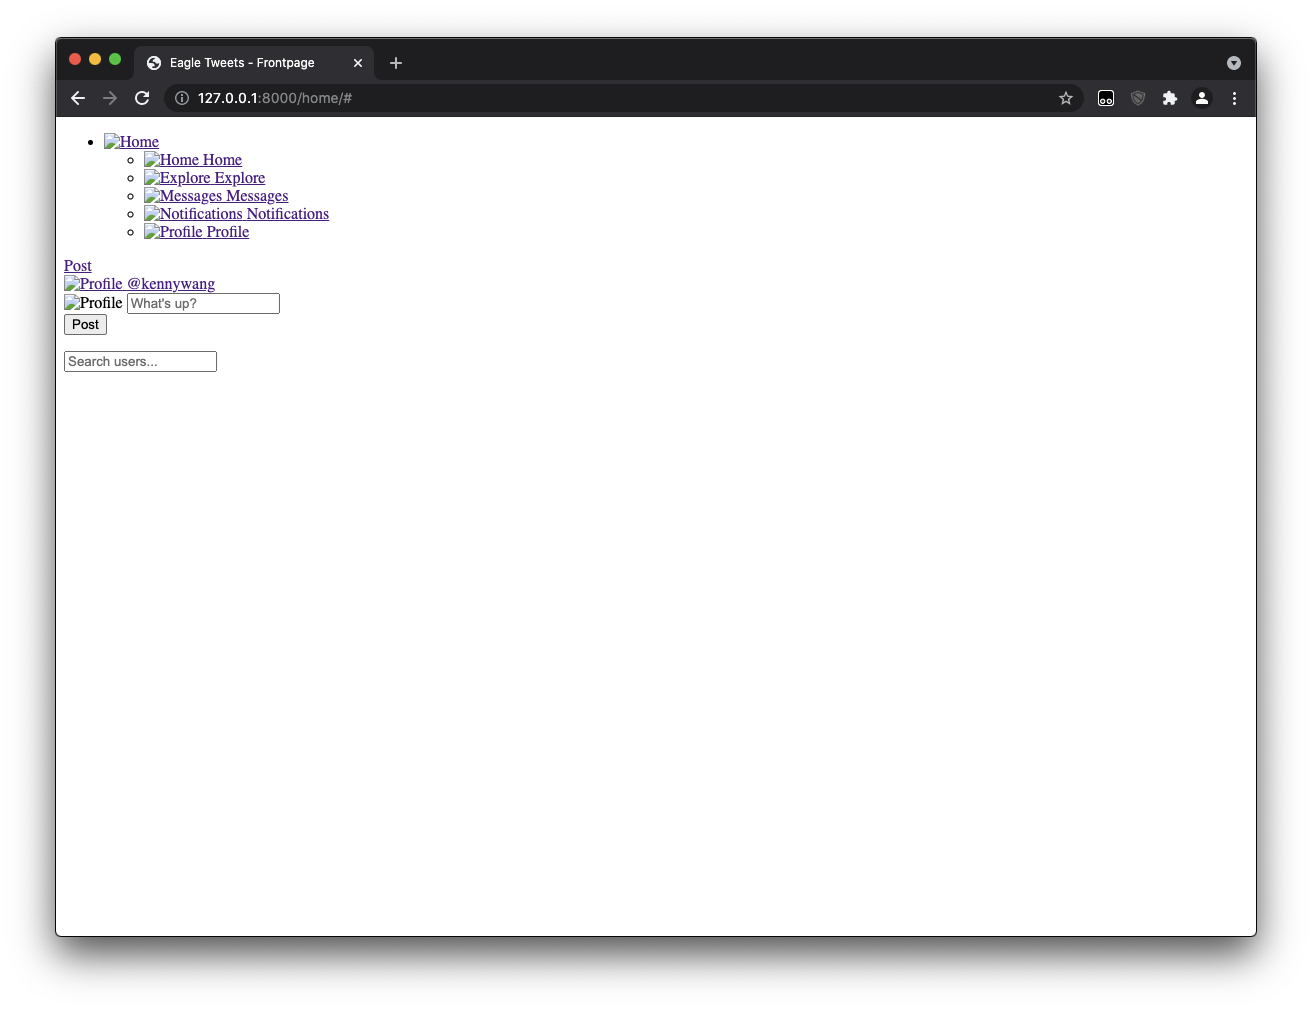 Eagle Tweets - Frontpage
127.0.0.1:8000/home/#
Home
Home Home
Explore Explore
Messages Messages
Notifications Notifications
Profile Profile
Post
Profile @kennywang
Profile What's up?
Post
Search users...